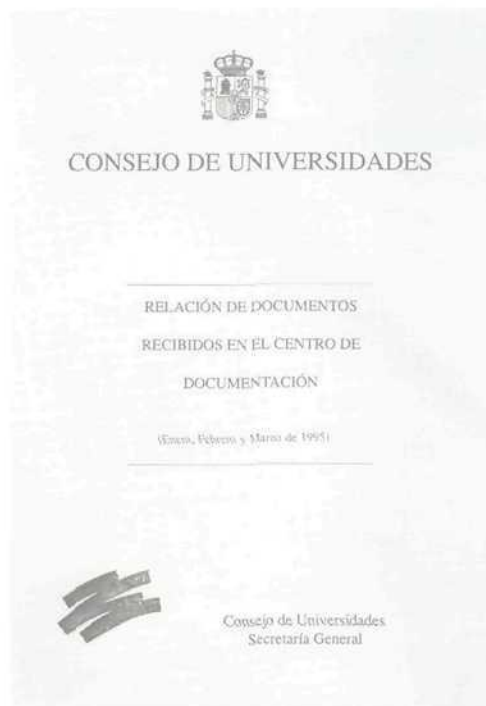 CONSEJO DE UNIVERSIDADES
RELACIÓN DE DOCUMENTOS
RECIBIDOS EN EL CENTRO DE
DOCUMENTACIÓN
(Enero, Febrero y Marzo de 1995)
Consejo de Universidades
Secretaría General